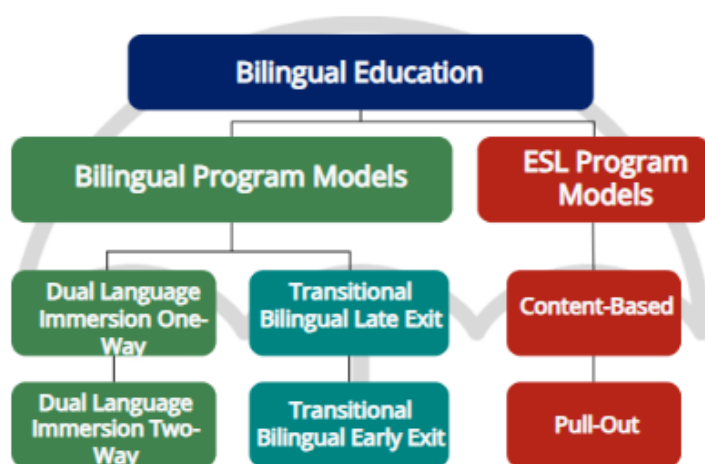 Bilingual Education
Bilingual Program Models
ESL Program
Models
Dual Language
Immersion One-
Way
Transitional
Bilingual Late Exit
Content-Based
Dual Language
Immersion Two-
Way
Transitional
Bilingual Early Exit
Pull-Out